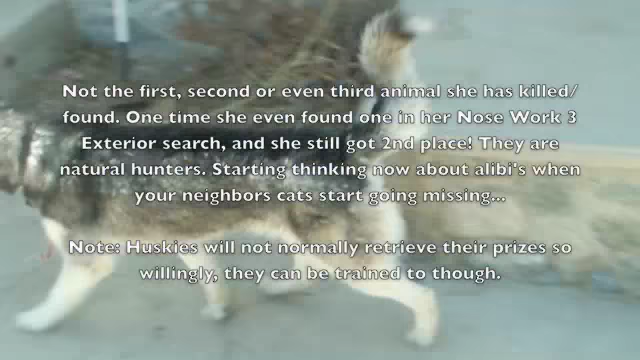 Not the first, second or even third animal she has killed/
found. One time she even found one in her Nose Work 3
Exterior search, and she still got 2nd place! They are
natural hunters. Starting thinking now about alibi's when
your neighbors cats start going missing...
Note: Huskies will not normally retrieve their prizes so
willingly, they can be trained to though.